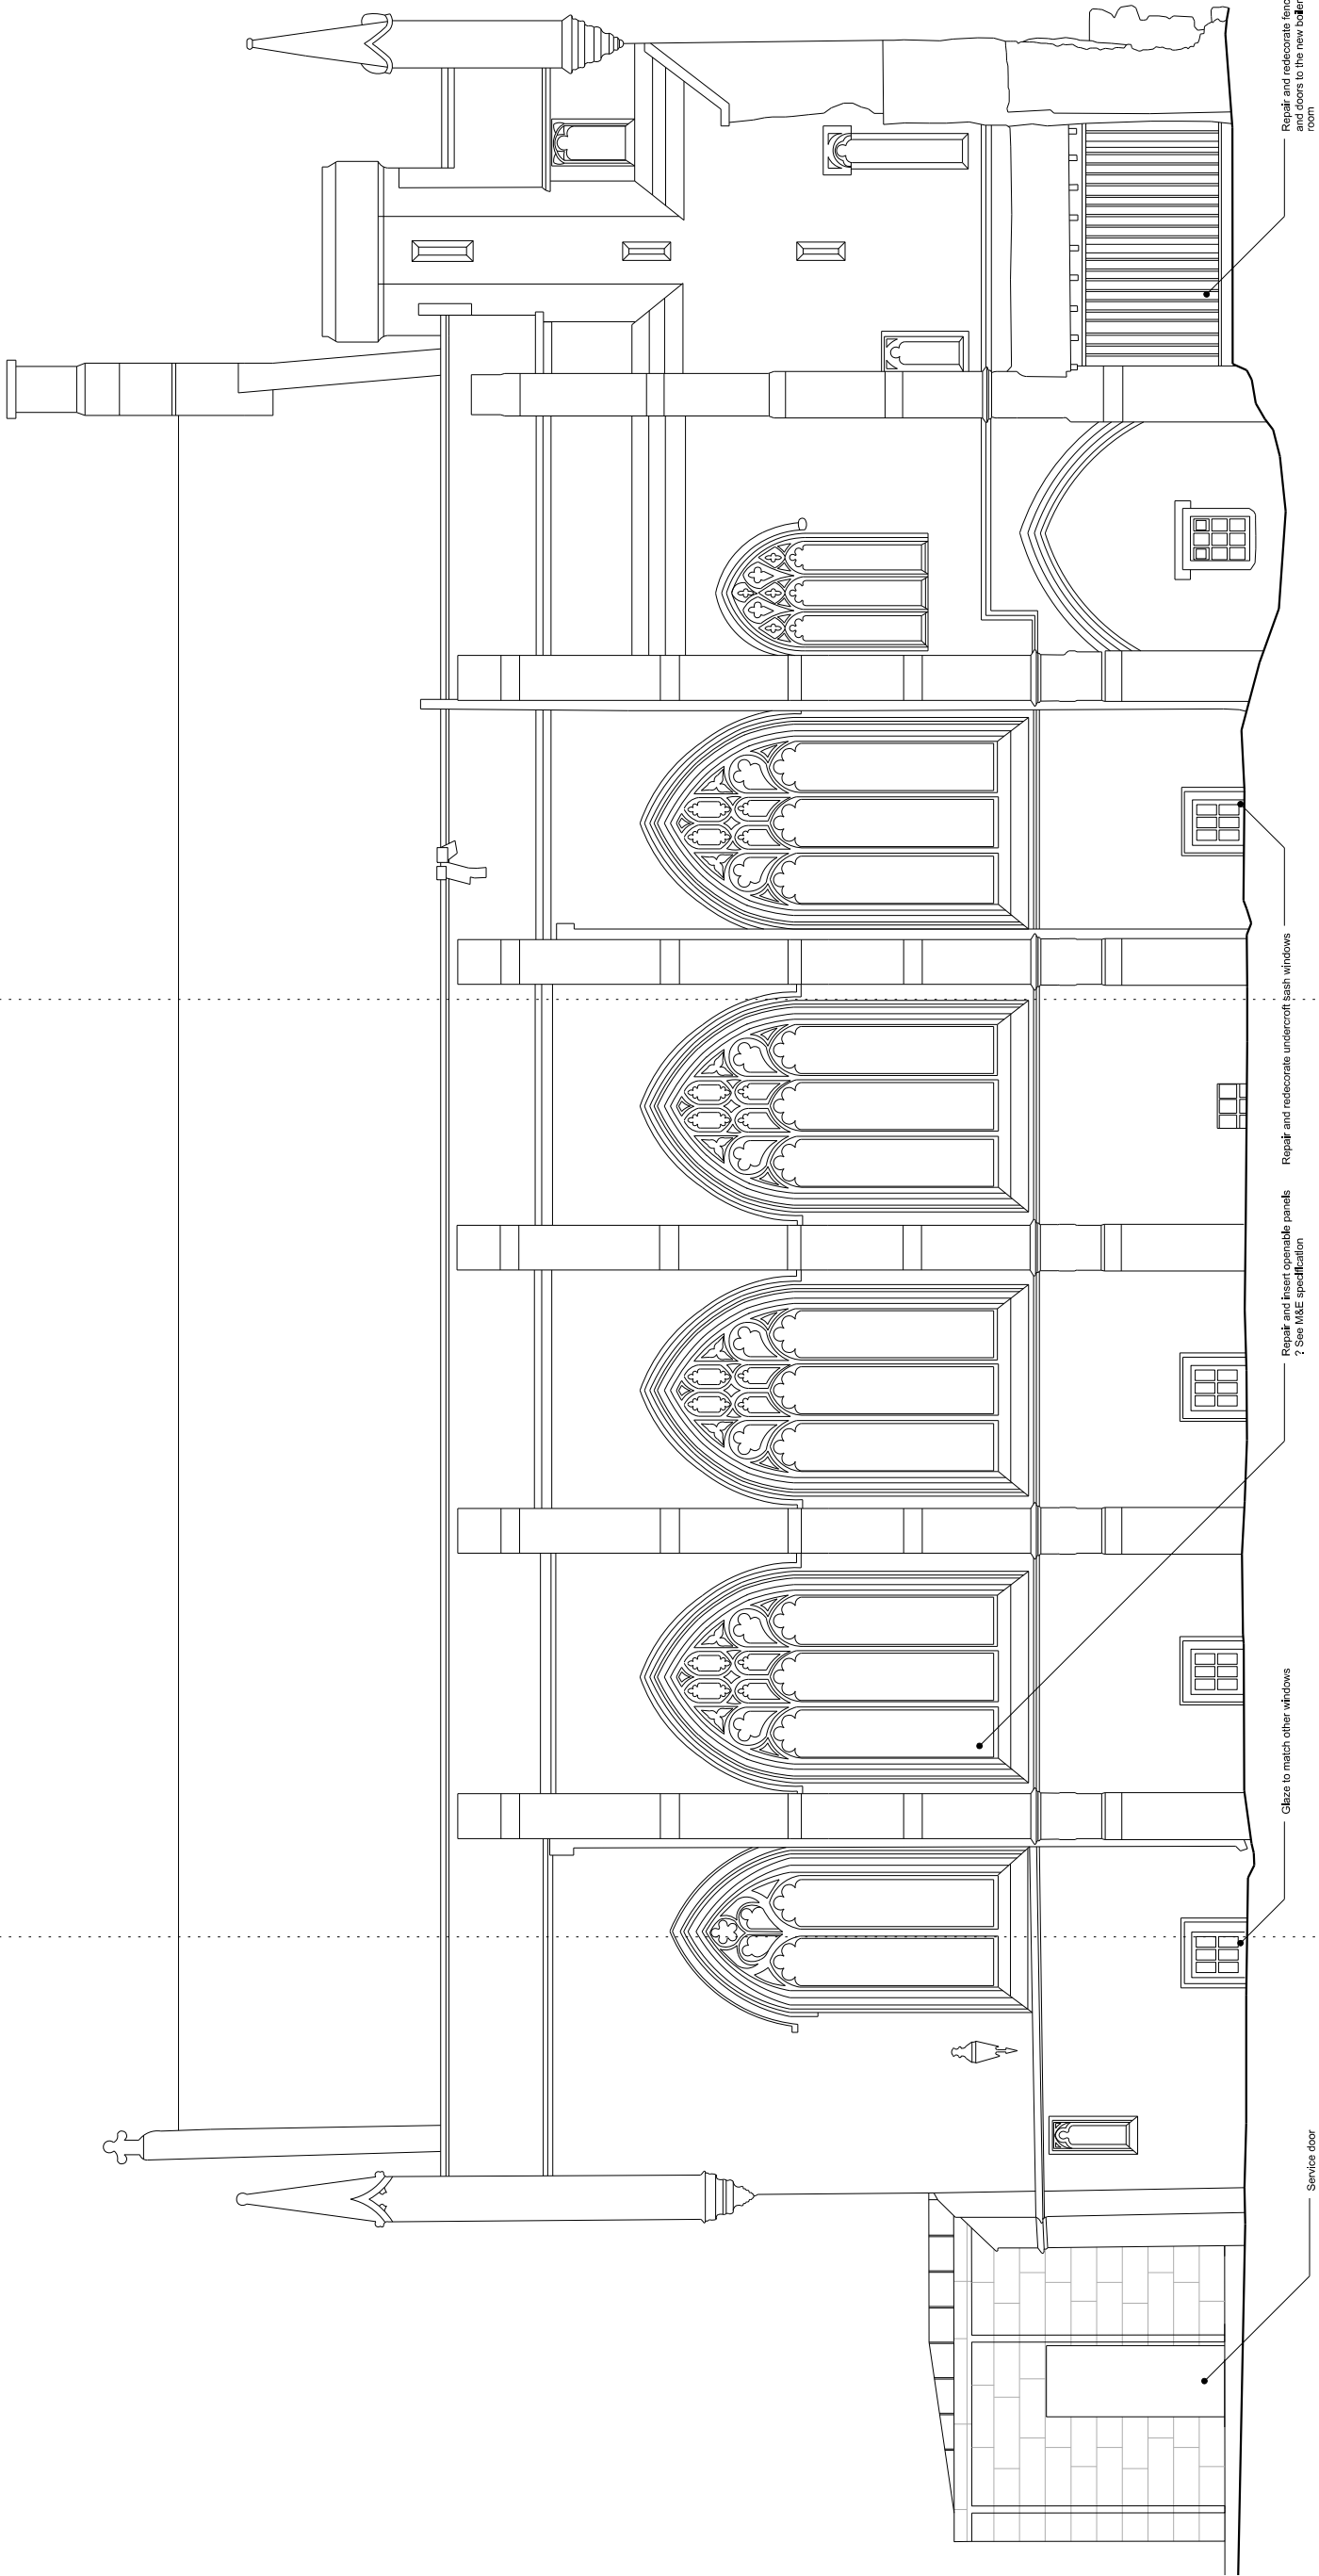 Service door
Glaze to match other windows
Repair and insert openable panels
? See M&E specification
Repair and redecorate undercroft sash windows
Repair and redecorate
and doors to the new boiler
room